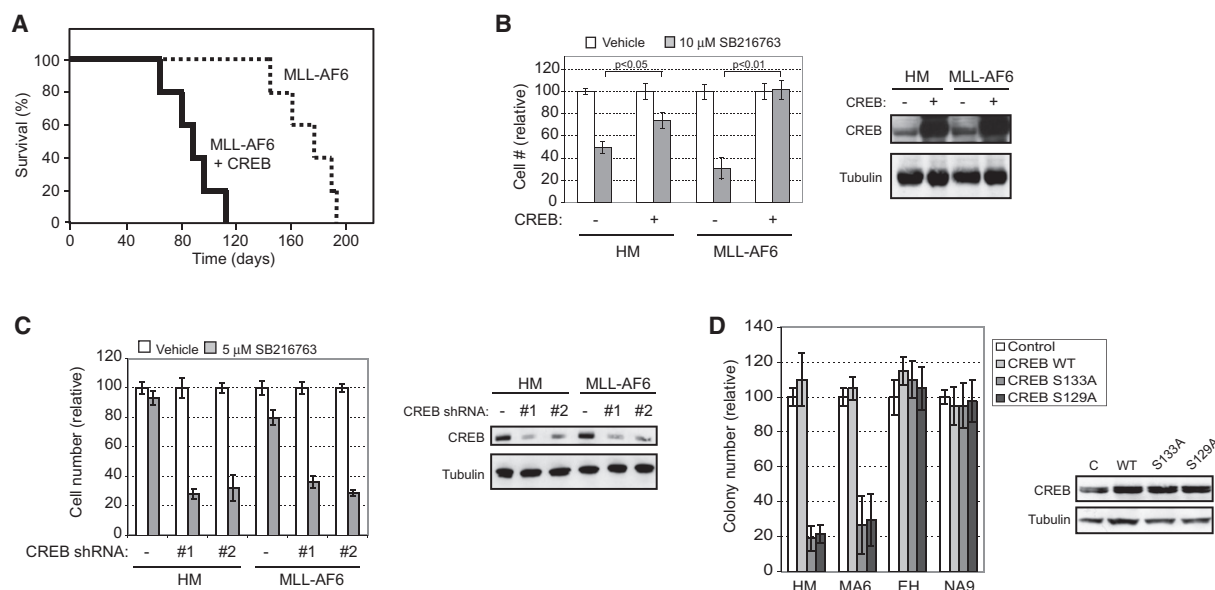 A
Survival (%)
100
80
60
40
20
0
MLL-AF6
MLL-AF6
+ CREB
0 40 80 120 160 200
Time (days)
B
Vehicle 10 µM SB216763
Cell # (relative)
120
100
80
60
40
20
0
p<0.05 p<0.01
CREB: - + - +
HM MLL-AF6
HM MLL-AF6
CREB: - + - +
CREB
Tubulin
C
Vehicle 5 µM SB216763
Cell number (relative)
120
100
80
60
40
20
0
CREB shRNA: - #1 #2 - #1 #2
HM MLL-AF6
HM MLL-AF6
CREB shRNA: - #1 #2 - #1 #2
CREB
Tubulin
D
Colony number (relative)
140
120
100
80
60
40
20
0
HM MA6 EH NA9
Control
CREB WT
CREB S133A
CREB S129A
C WT S133A S129A
CREB
Tubulin